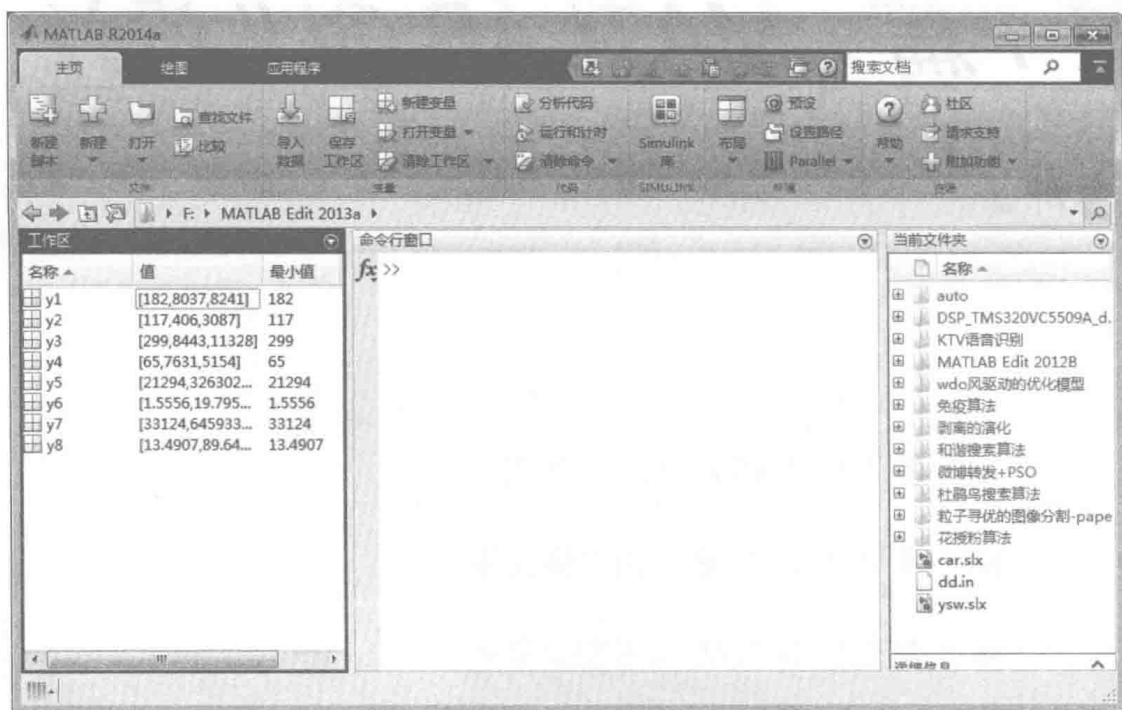 MATLAB R2014a
主页 绘图 应用程序 搜索文档
新建脚本 新建 打开 查找文件 比较 导入数据 保存工作区 新建变量 打开变量 清除工作区 分析代码 运行和计时 清除命令 Simulink 库 布局 预设 设置路径 Parallel 帮助 社区 请求支持 附加功能
文件 变量 代码 SIMULINK 环境 资源
F: MATLAB Edit 2013a
工作区
名称 值 最小值
y1 [182,8037,8241] 182
y2 [117,406,3087] 117
y3 [299,8443,11328] 299
y4 [65,7631,5154] 65
y5 [21294,326302... 21294
y6 [1.5556,19.795... 1.5556
y7 [33124,645933... 33124
y8 [13.4907,89.64... 13.4907
命令行窗口
fx >>
当前文件夹
名称
auto
DSP_TMS320VC5509A_d.
KTV语音识别
MATLAB Edit 2012B
wdo风驱动的优化模型
免疫算法
剥离的演化
和谐搜索算法
微博转发+PSO
杜鹃鸟搜索算法
粒子寻优的图像分割-pape
花授粉算法
car.slx
dd.in
ysw.slx
详细信息